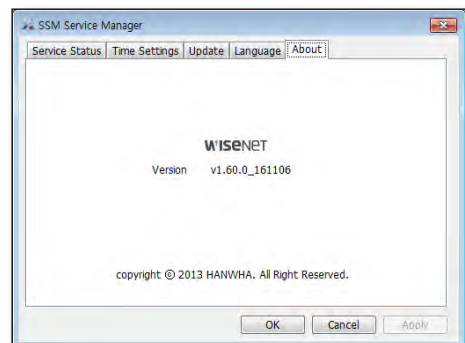 SSM Service Manager
Service Status Time Settings Update Language About
WISENET
Version v1.60.0_161106
copyright © 2013 HANWHA. All Right Reserved.
OK Cancel Apply